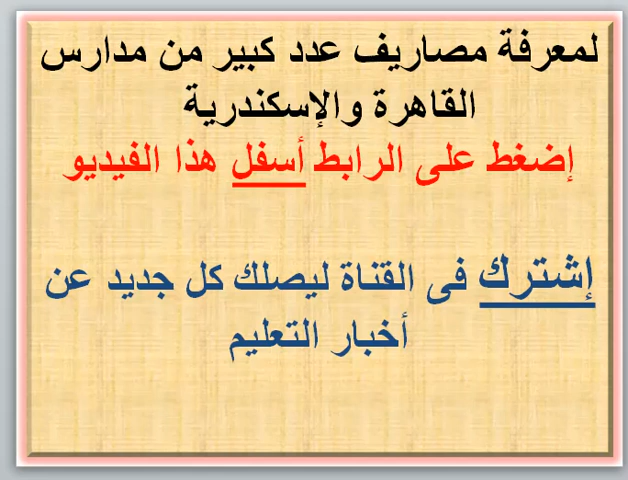 لمعرفة مصاريف عدد كبير من مدارس
القاهرة والإسكندرية
إضغط على الرابط أسفل هذا الفيديو
إشترك فى القناة ليصلك كل جديد عن
أخبار التعليم